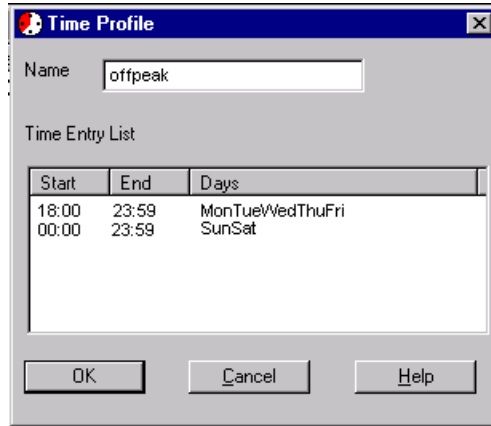 Time Profile
Name offpeak
Time Entry List
Start End Days
18:00 23:59 MonTueWedThuFri
00:00 23:59 SunSat
OK Cancel Help